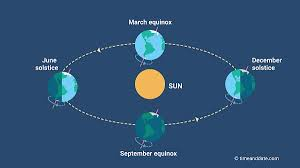 March equinox
June
solstice
December
solstice
SUN
September equinox
© timeanddate.com